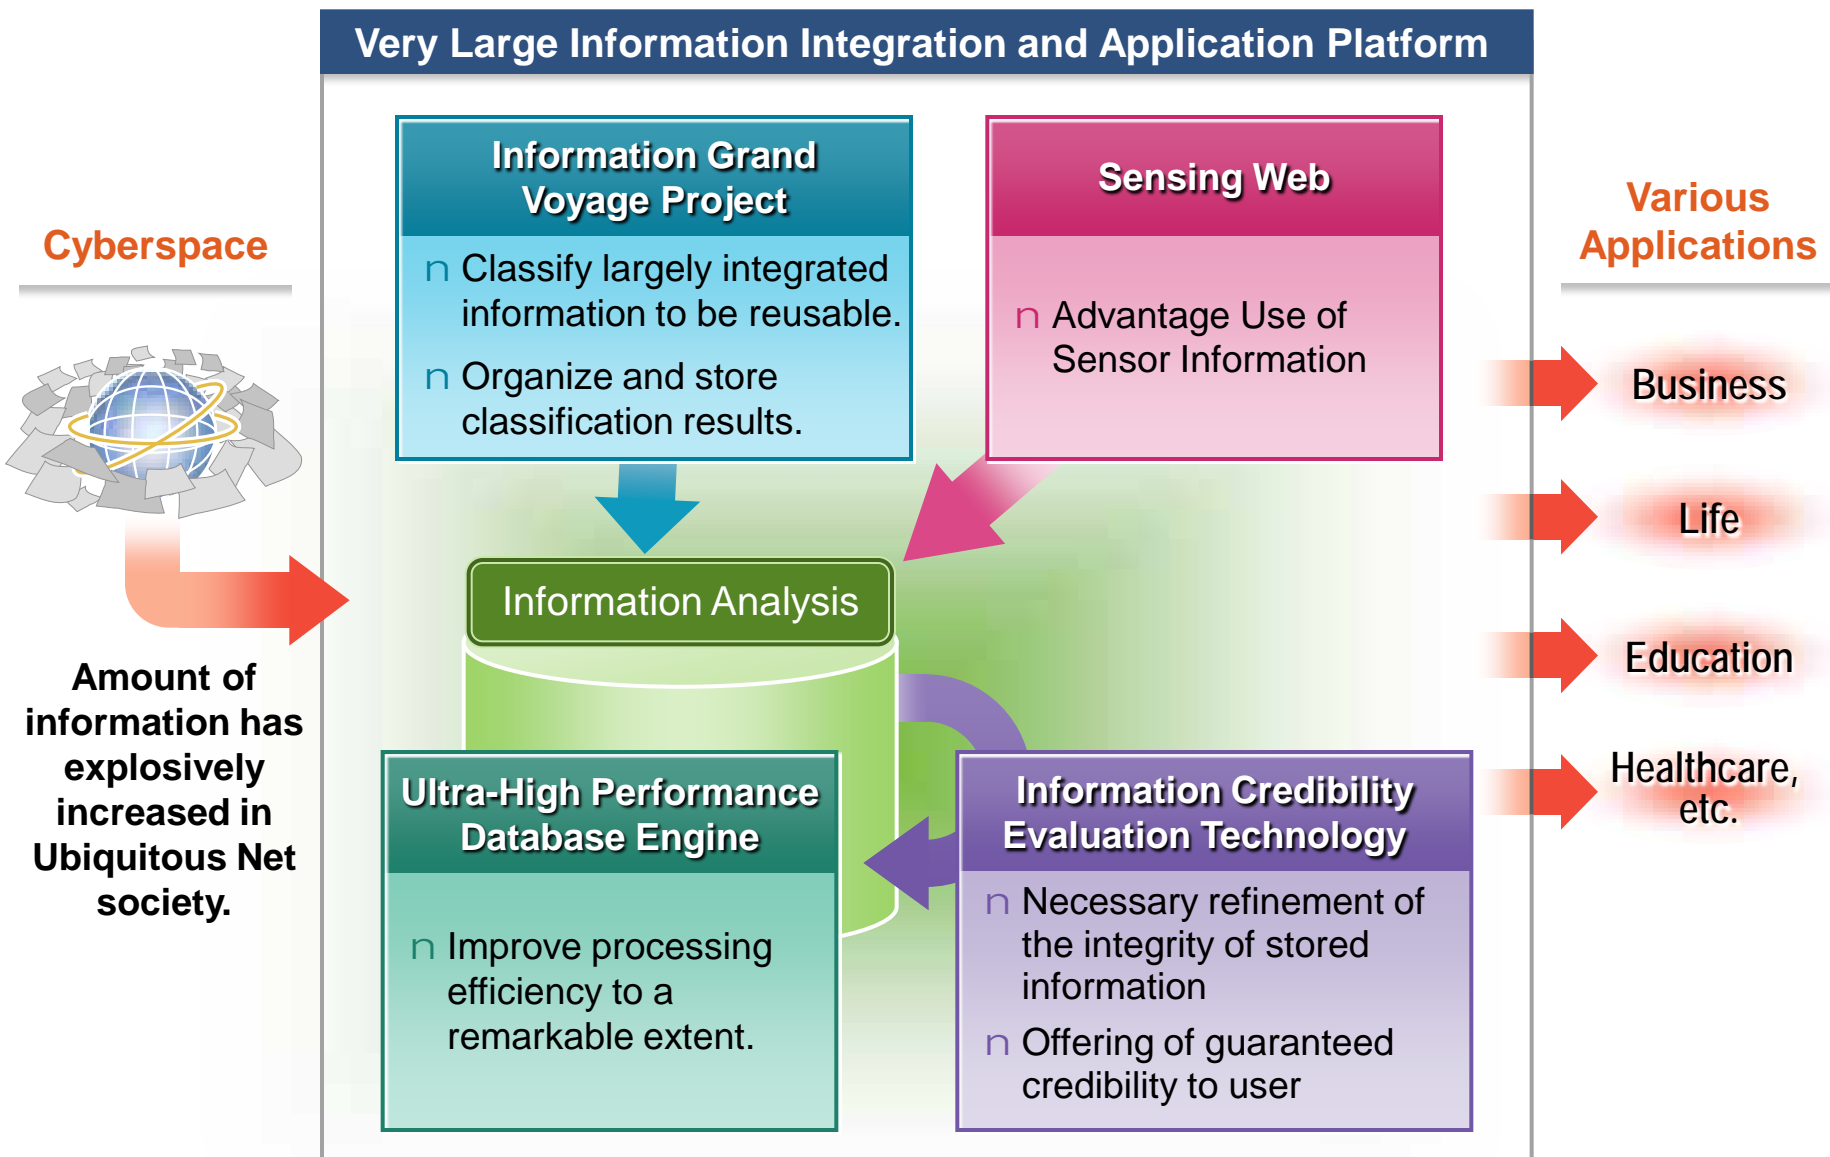 Very Large Information Integration and Application Platform
Cyberspace
Amount of
information has
explosively
increased in
Ubiquitous Net
society.
Information Grand
Voyage Project
n Classify largely integrated
information to be reusable.
n Organize and store
classification results.
Sensing Web
n Advantage Use of
Sensor Information
Information Analysis
Ultra-High Performance
Database Engine
n Improve processing
efficiency to a
remarkable extent.
Information Credibility
Evaluation Technology
n Necessary refinement of
the integrity of stored
information
n Offering of guaranteed
credibility to user
Various
Applications
Business
Life
Education
Healthcare,
etc.